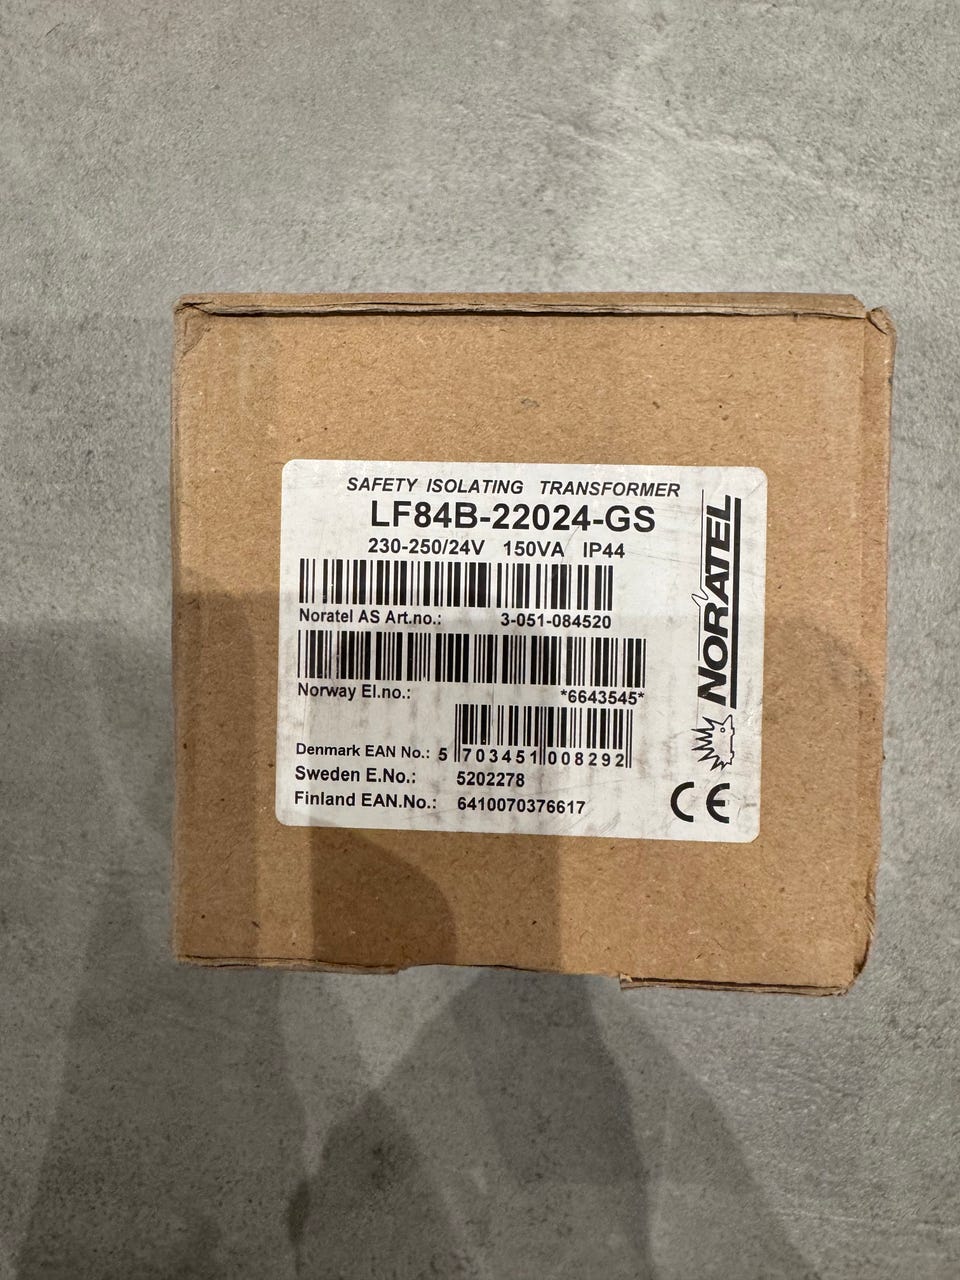 SAFETY ISOLATING TRANSFORMER
LF84B-22024-GS
230-250/24V 150VA IP44
Noratel AS Art.no.: 3-051-084520
Norway El.no.: *6643545*
Denmark EAN No.: 5 703451 008292
Sweden E.No.: 5202278
Finland EAN.No.: 6410070376617
NORATEL
CE